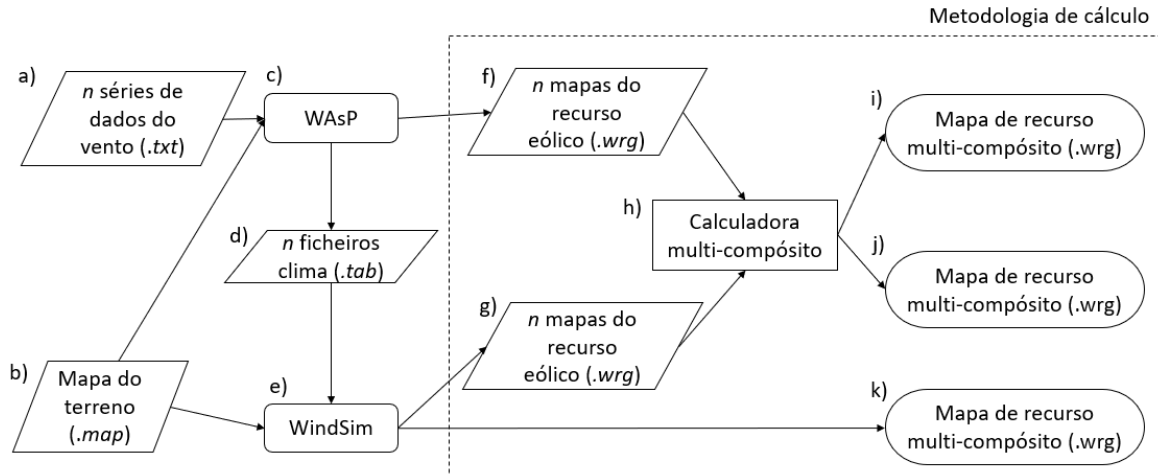 Metodologia de cálculo
a)
n séries de
dados do
vento (.txt)
c)
WAsP
f)
n mapas do
recurso
eólico (.wrg)
i)
Mapa de recurso
multi-compósito (.wrg)
d)
n ficheiros
clima (.tab)
h)
Calculadora
multi-compósito
j)
Mapa de recurso
multi-compósito (.wrg)
g)
n mapas do
recurso
eólico (.wrg)
b)
Mapa do
terreno
(.map)
e)
WindSim
k)
Mapa de recurso
multi-compósito (.wrg)